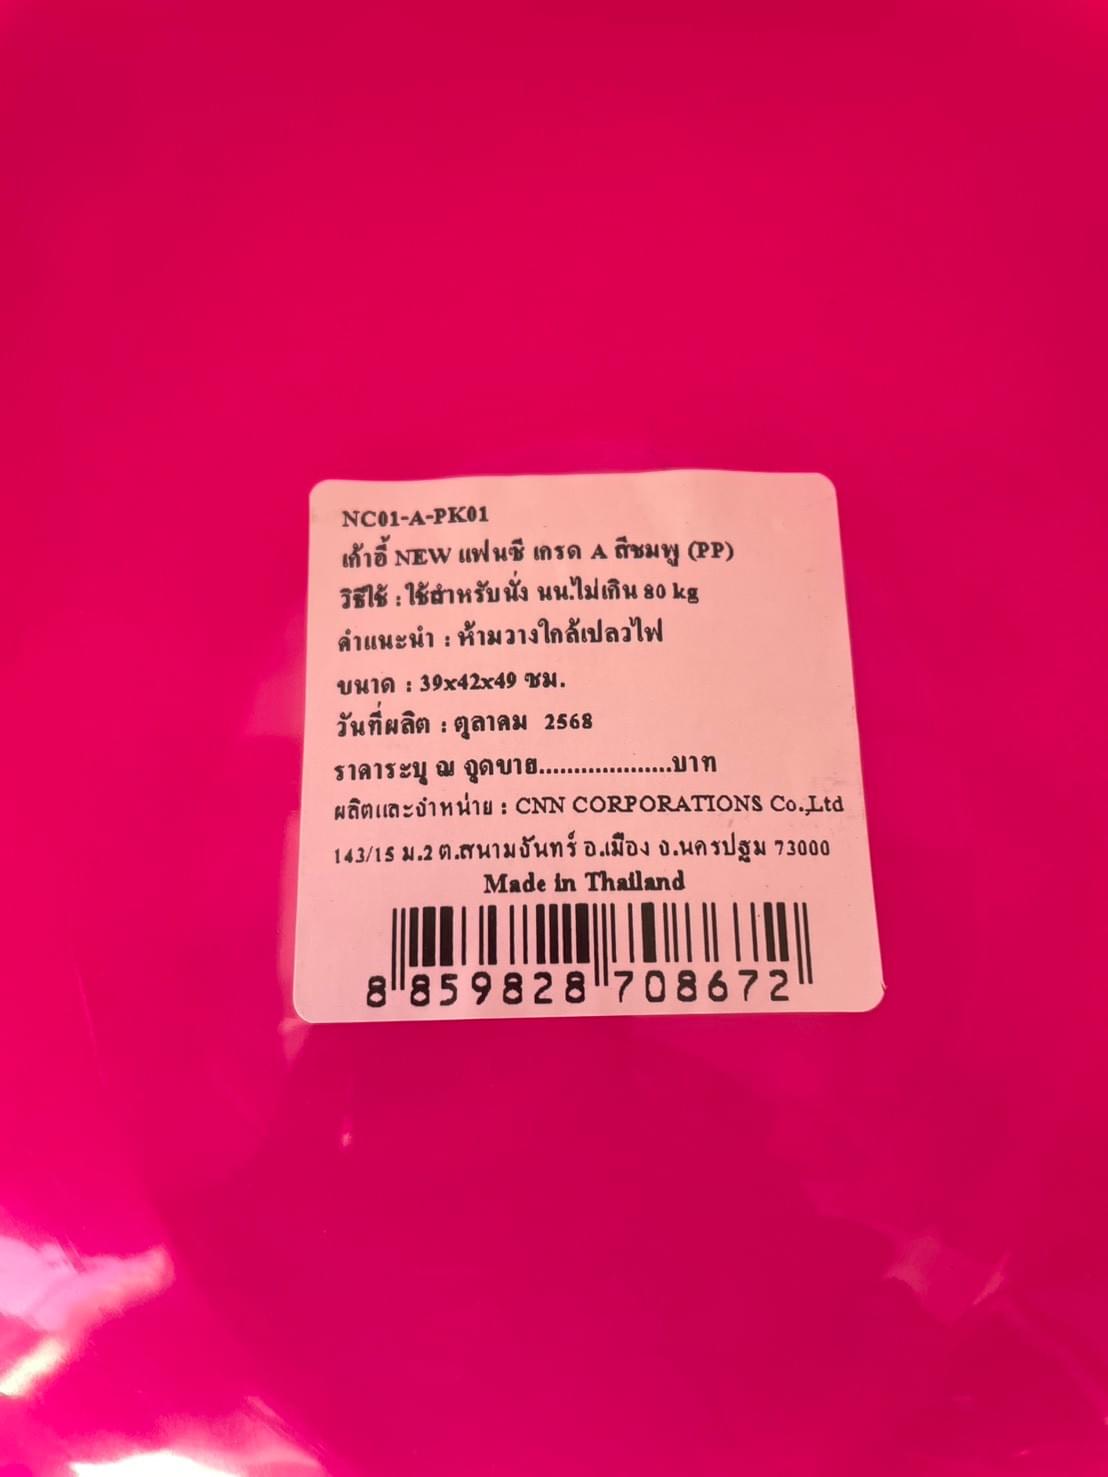 NC01-A-PK01
เก้าอี้ NEW แฟนซี เกรด A สีชมพู (PP)
วิธีใช้ : ใช้สำหรับนั่ง นน.ไม่เกิน 80 kg
คำแนะนำ : ห้ามวางใกล้เปลวไฟ
ขนาด : 39x42x49 ซม.
วันที่ผลิต : ตุลาคม 2568
ราคาระบุ ณ จุดขาย...................บาท
ผลิตและจำหน่าย : CNN CORPORATIONS Co.,Ltd
143/15 ม.2 ต.สนามจันทร์ อ.เมือง จ.นครปฐม 73000
Made in Thailand
8 859828 708672